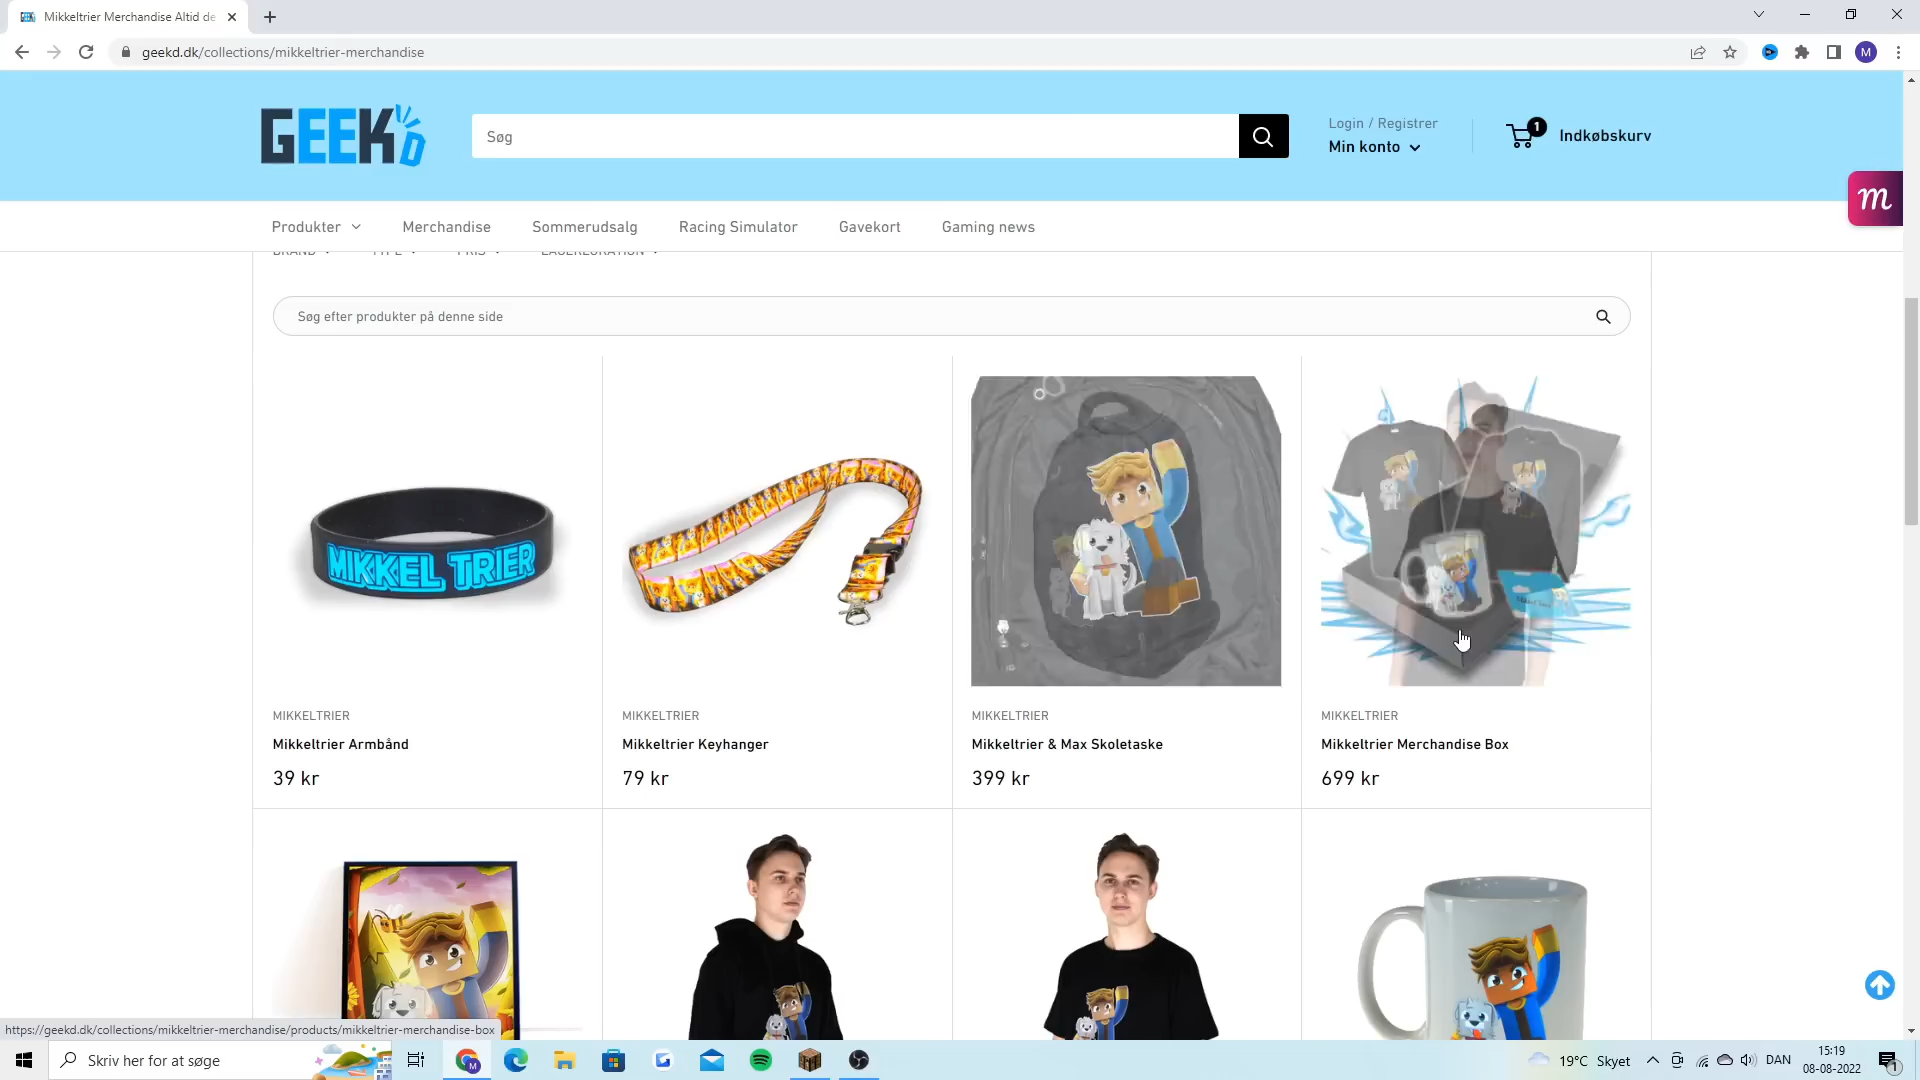 Mikkeltrier Merchandise Altid de
geekd.dk/collections/mikkeltrier-merchandise
M
GEEK'D
Søg
Login / Registrer
Min konto
1
Indkøbskurv
m
Produkter
Merchandise
Sommerudsalg
Racing Simulator
Gavekort
Gaming news
Søg efter produkter på denne side
MIKKEL TRIER
MIKKELTRIER
Mikkeltrier Armbånd
39 kr
MIKKELTRIER
Mikkeltrier Keyhanger
79 kr
MIKKELTRIER
Mikkeltrier & Max Skoletaske
399 kr
MIKKELTRIER
Mikkeltrier Merchandise Box
699 kr
https://geekd.dk/collections/mikkeltrier-merchandise/products/mikkeltrier-merchandise-box
Skriv her for at søge
19°C Skyet
DAN
15:19
08-08-2022
1